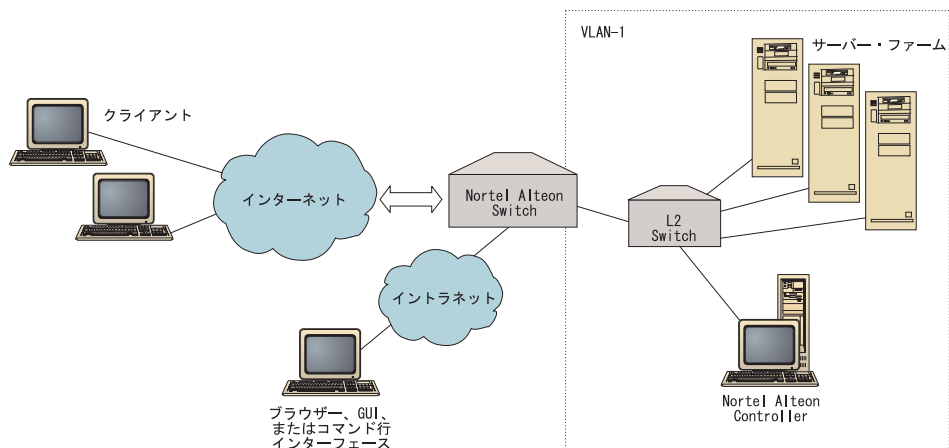 VLAN-1
サーバー・ファーム
クライアント
インターネット
Nortel Alteon
Switch
L2
Switch
イントラネット
Nortel Alteon
Controller
ブラウザー、GUI、
またはコマンド行
インターフェース